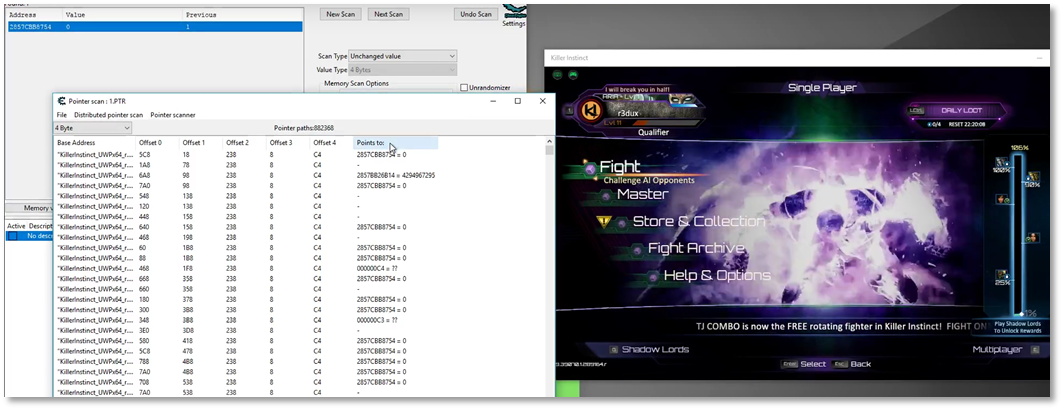 Address Value Previous
2857CBB8754 0 1
New Scan Next Scan Undo Scan
Settings
Scan Type Unchanged value
Value Type 4 Bytes
Memory Scan Options
Unrandomizer
Memory v
Active Descript
No desc
Pointer scan : 1.PTR
File Distributed pointer scan Pointer scanner
4 Byte Pointer paths:882368
Base Address Offset 0 Offset 1 Offset 2 Offset 3 Offset 4 Points to:
"KillerInstinct_UWPx64_r... 5C8 18 238 8 C4 2857CBB8754 = 0
"KillerInstinct_UWPx64_r... 1A8 78 238 8 C4 -
"KillerInstinct_UWPx64_r... 6A8 98 238 8 C4 2857BB26B14 = 4294967295
"KillerInstinct_UWPx64_r... 7A0 98 238 8 C4 2857CBB8754 = 0
"KillerInstinct_UWPx64_r... 548 138 238 8 C4 -
"KillerInstinct_UWPx64_r... 120 138 238 8 C4 -
"KillerInstinct_UWPx64_r... 448 158 238 8 C4 -
"KillerInstinct_UWPx64_r... 640 158 238 8 C4 2857CBB8754 = 0
"KillerInstinct_UWPx64_r... 468 198 238 8 C4 -
"KillerInstinct_UWPx64_r... 60 1B8 238 8 C4 2857CBB8754 = 0
"KillerInstinct_UWPx64_r... 88 1B8 238 8 C4 2857CBB8754 = 0
"KillerInstinct_UWPx64_r... 468 1F8 238 8 C4 000000C4 = ??
"KillerInstinct_UWPx64_r... 668 358 238 8 C4 2857CBB8754 = 0
"KillerInstinct_UWPx64_r... 660 358 238 8 C4 -
"KillerInstinct_UWPx64_r... 180 378 238 8 C4 2857CBB8754 = 0
"KillerInstinct_UWPx64_r... 300 3B8 238 8 C4 2857CBB8754 = 0
"KillerInstinct_UWPx64_r... 348 3B8 238 8 C4 000000C3 = ??
"KillerInstinct_UWPx64_r... 3E0 3D8 238 8 C4 -
"KillerInstinct_UWPx64_r... 580 418 238 8 C4 2857CBB8754 = 0
"KillerInstinct_UWPx64_r... 5C8 478 238 8 C4 2857CBB8754 = 0
"KillerInstinct_UWPx64_r... 788 4B8 238 8 C4 2857CBB8754 = 0
"KillerInstinct_UWPx64_r... 7A0 4B8 238 8 C4 2857CBB8754 = 0
"KillerInstinct_UWPx64_r... 708 538 238 8 C4 2857CBB8754 = 0
"KillerInstinct_UWPx64_r... 7A0 538 238 8 C4 2857CBB8754 = 0
Killer Instinct
Single Player
I will break you in half!
r3dux
Lvl 11
Qualifier
DAILY LOOT
0/4 RESET 22:20:08
Fight
Challenge AI Opponents
Master
Store & Collection
Fight Archive
Help & Options
100%
90%
25%
TJ COMBO is now the FREE rotating fighter in Killer Instinct! FIGHT ON
Play Shadow Lords
To Unlock Rewards
Shadow Lords
Multiplayer
Select Back